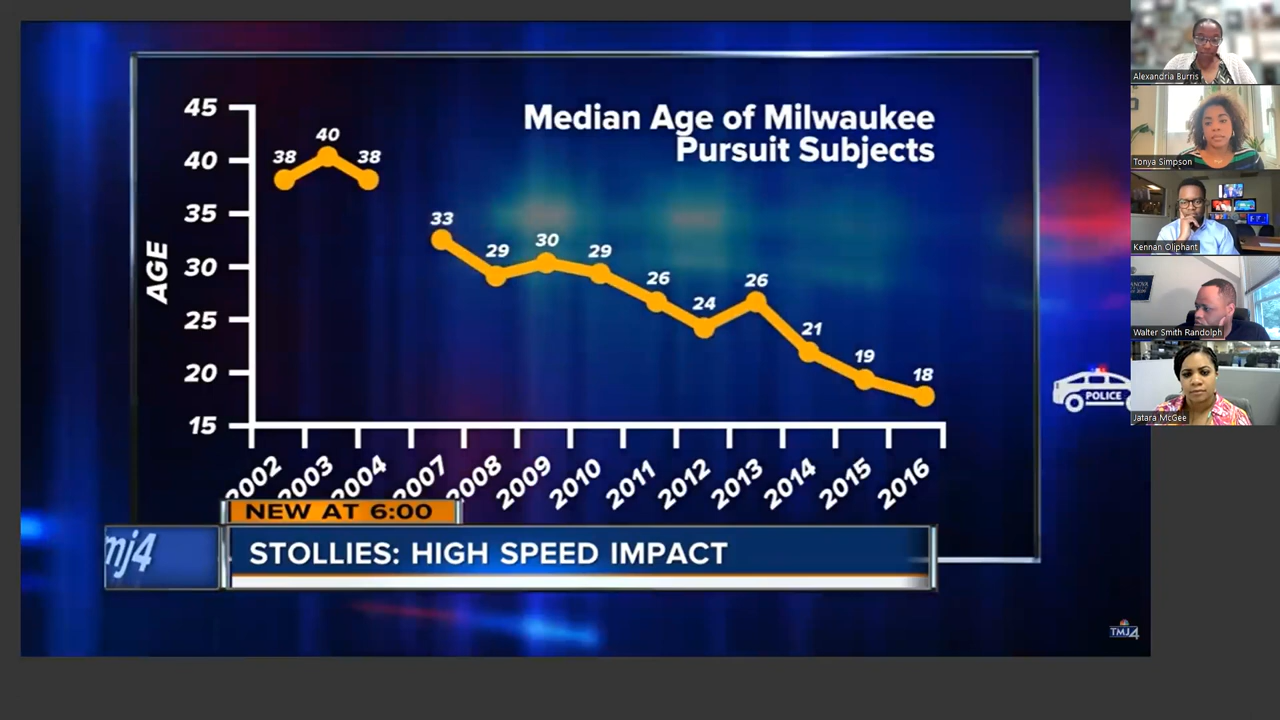 45
40
35
30
25
20
15
AGE
Median Age of Milwaukee
Pursuit Subjects
38
40
38
33
29
30
29
26
24
26
21
19
18
2002
2003
2004
2007
2008
2009
2010
2011
2012
2013
2014
2015
2016
NEW AT 6:00
mj4
STOLLIES: HIGH SPEED IMPACT
POLICE
TMJ4
Alexandria Burris
Tonya Simpson
Kennan Oliphant
Walter Smith Randolph
Jatara McGee